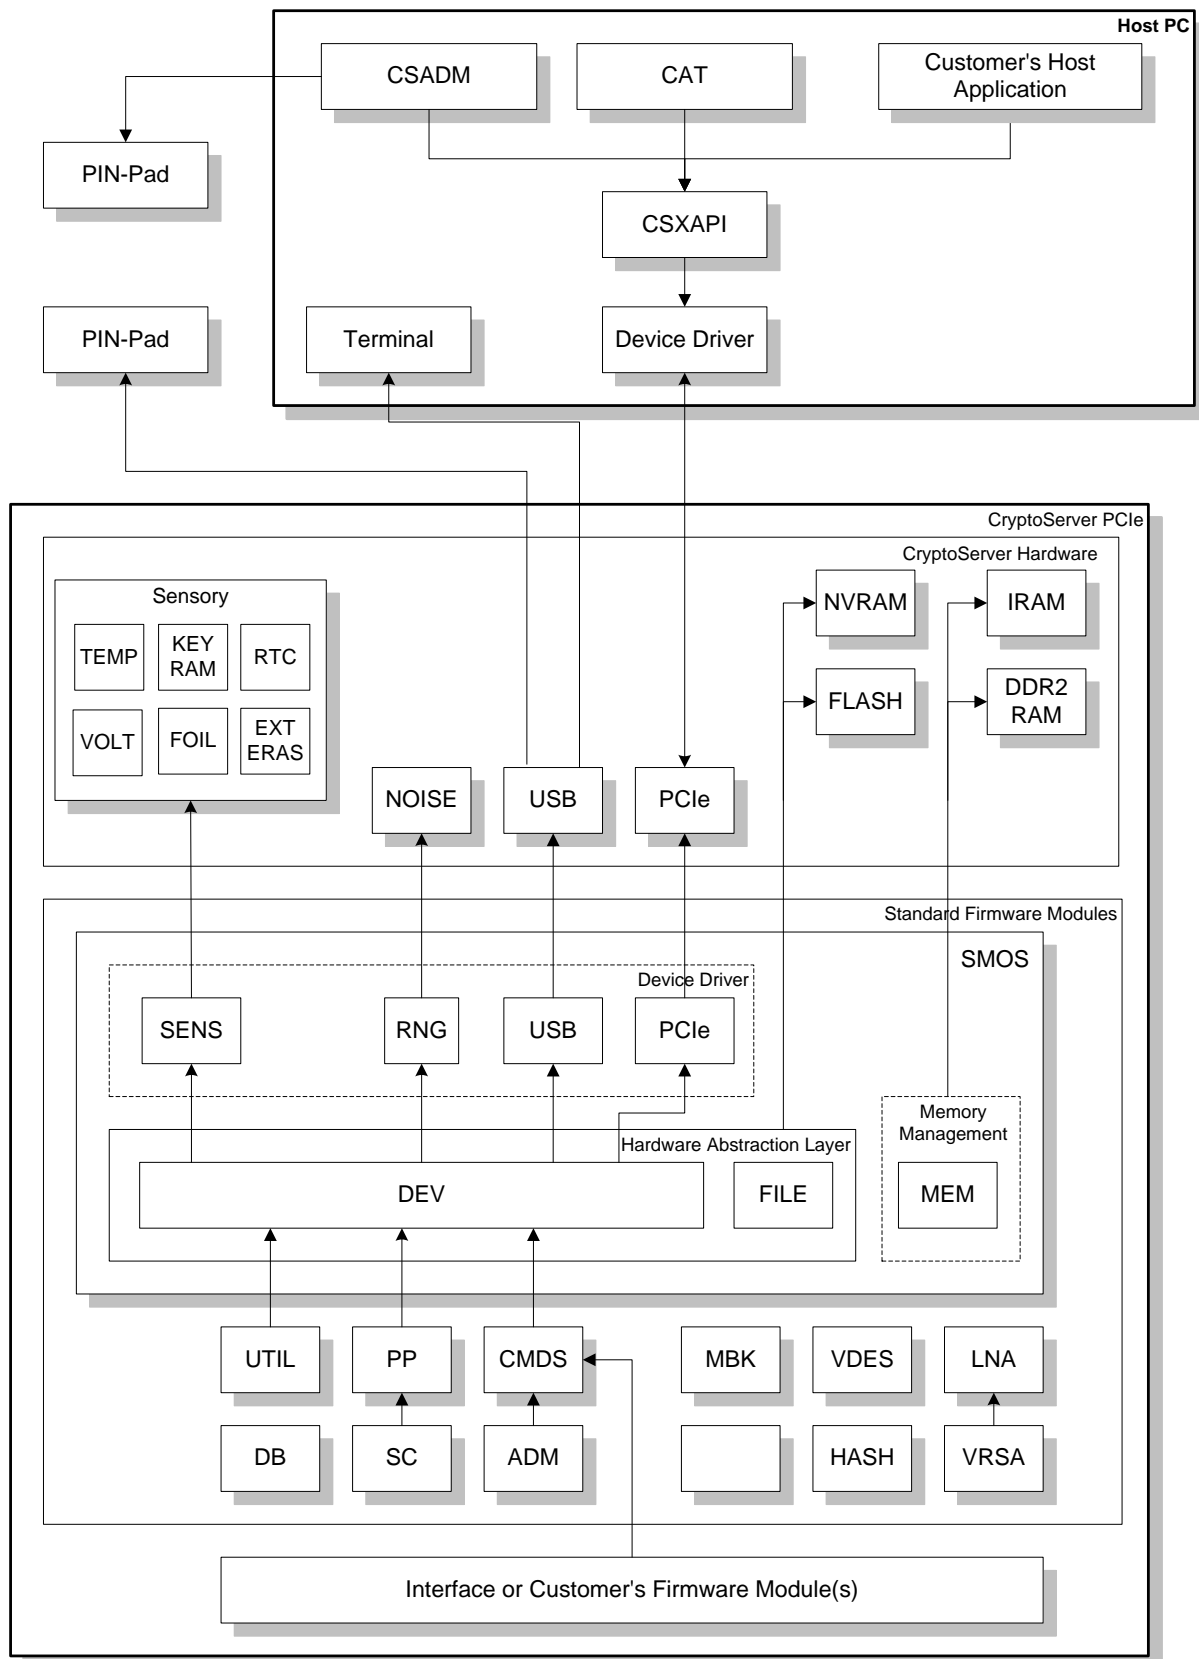 Host PC
CSADM
CAT
Customer's Host
Application
PIN-Pad
CSXAPI
PIN-Pad
Terminal
Device Driver
CryptoServer PCIe
CryptoServer Hardware
Sensory
TEMP
KEY
RAM
RTC
VOLT
FOIL
EXT
ERAS
NVRAM
IRAM
FLASH
DDR2
RAM
NOISE
USB
PCIe
Standard Firmware Modules
SMOS
Device Driver
SENS
RNG
USB
PCIe
Memory
Management
Hardware Abstraction Layer
DEV
FILE
MEM
UTIL
PP
CMDS
MBK
VDES
LNA
DB
SC
ADM
HASH
VRSA
Interface or Customer's Firmware Module(s)